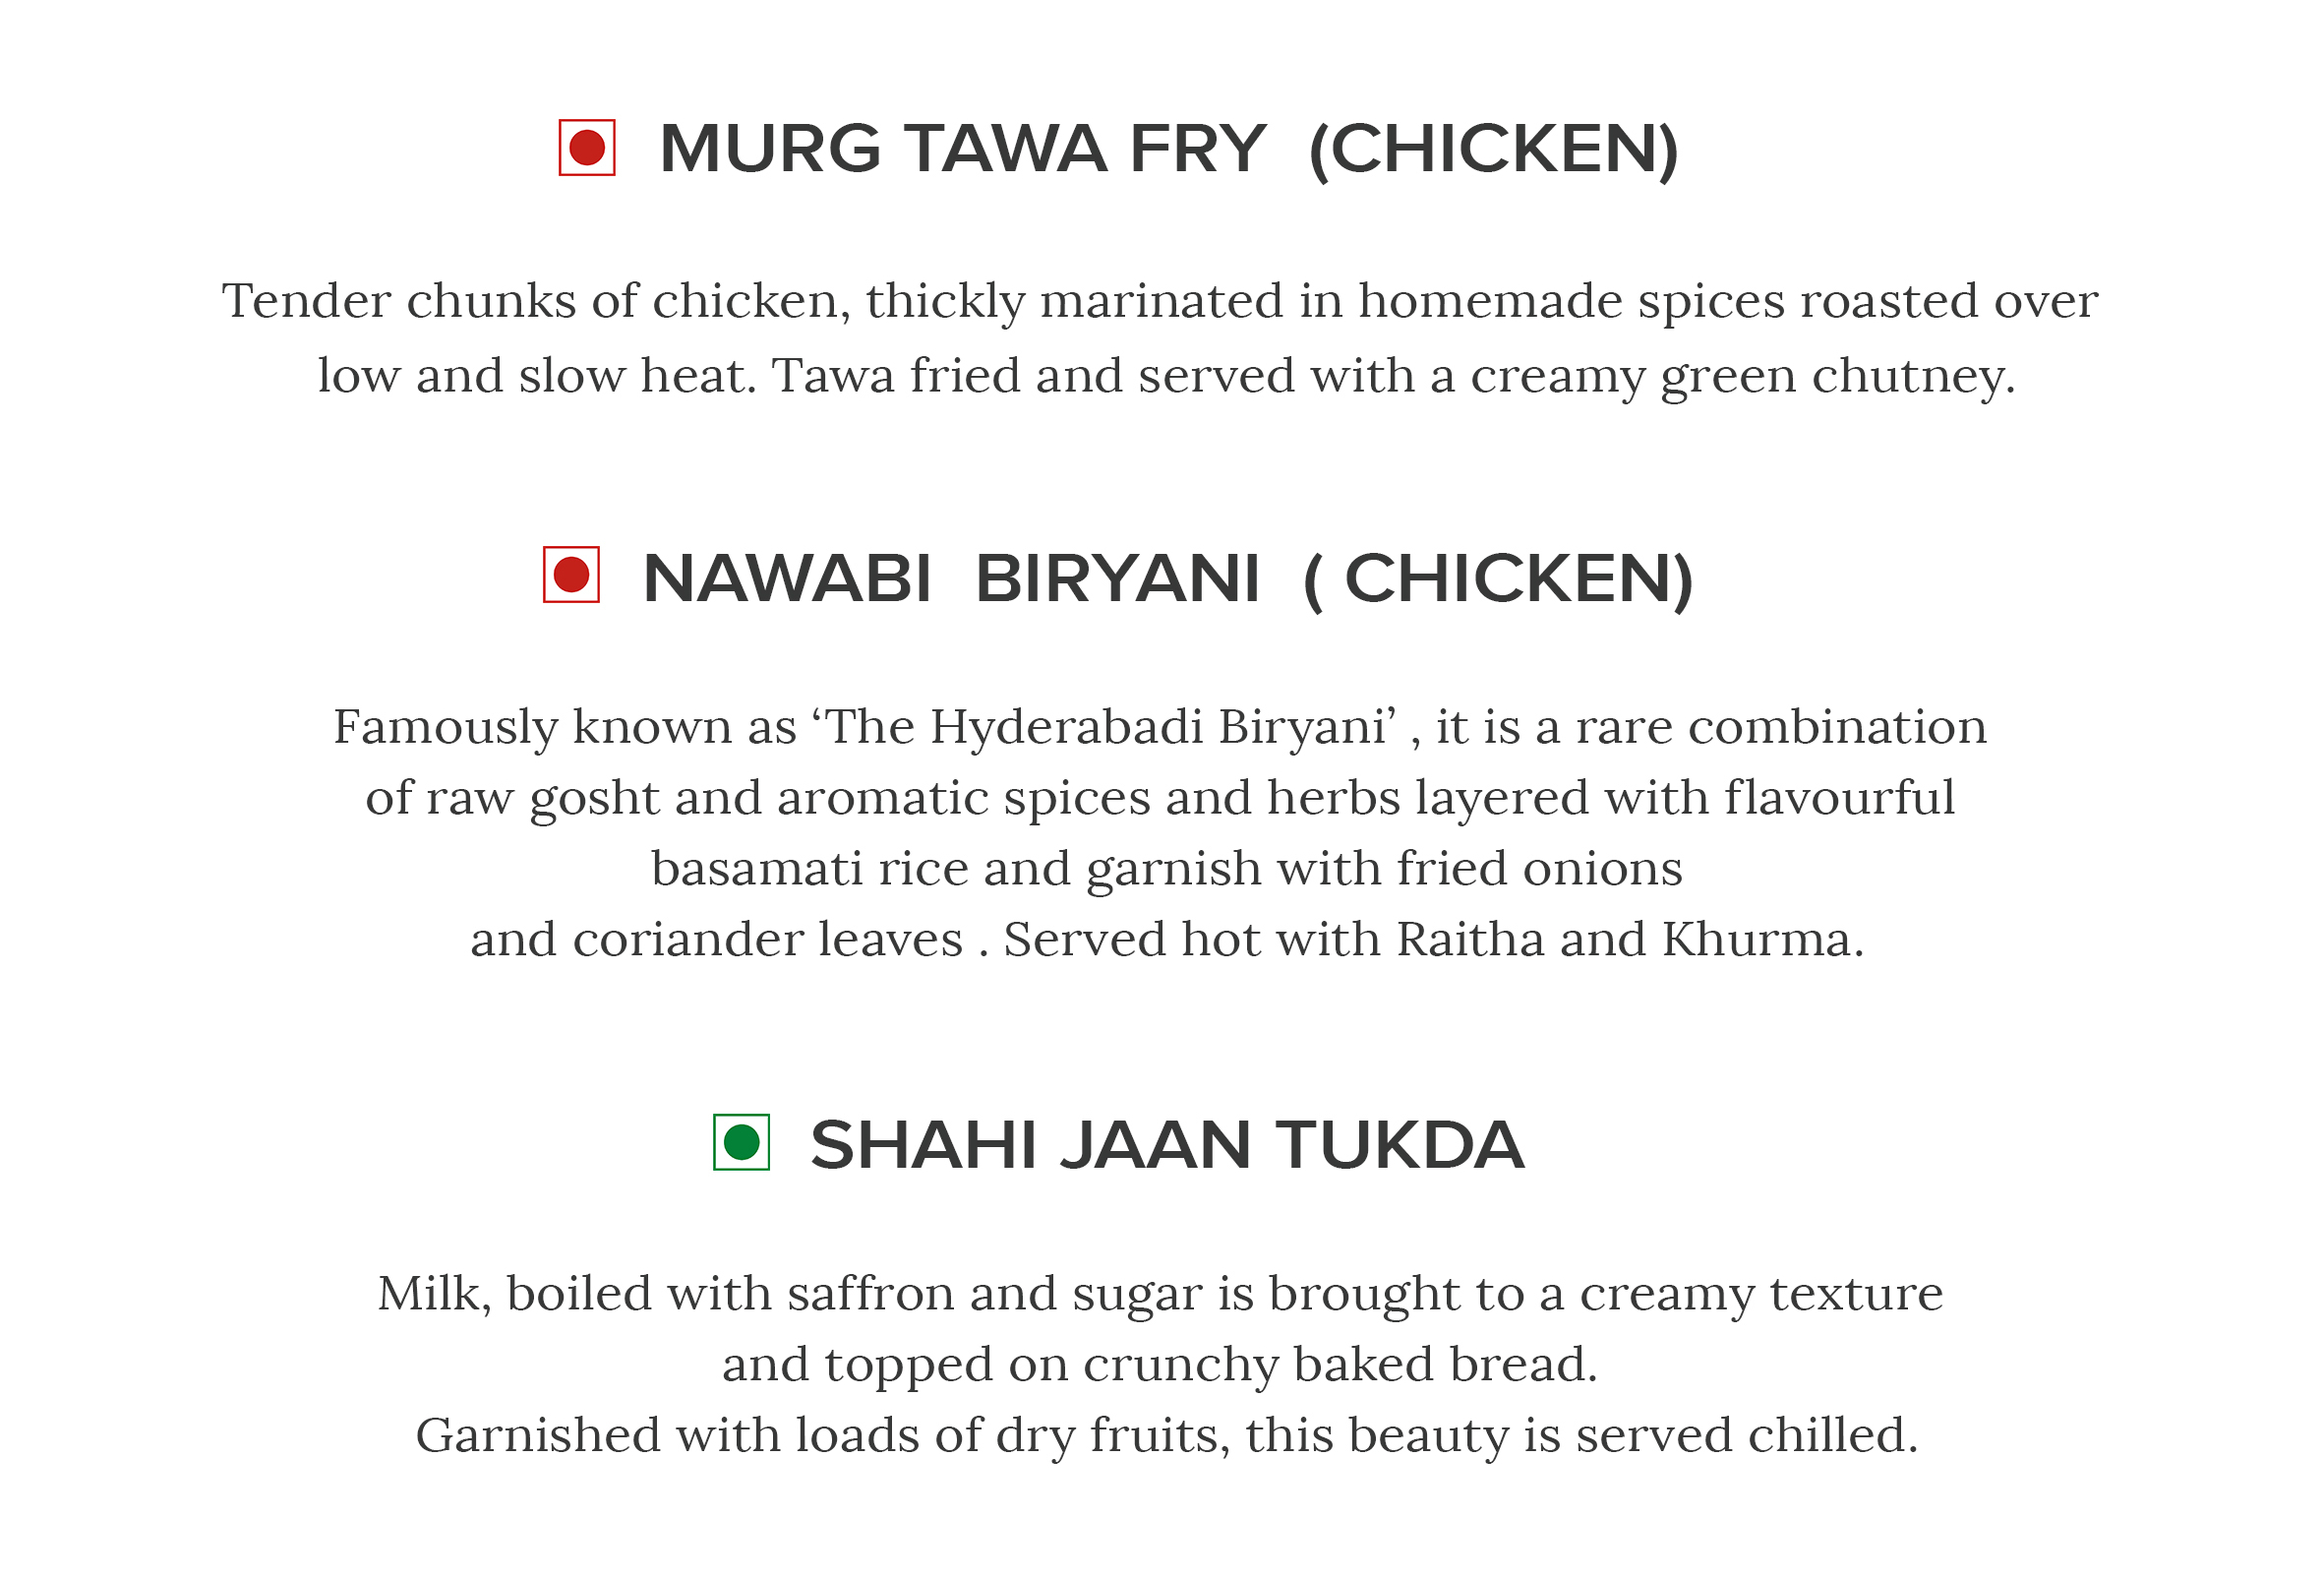 MURG TAWA FRY (CHICKEN)
Tender chunks of chicken, thickly marinated in homemade spices roasted over
low and slow heat. Tawa fried and served with a creamy green chutney.
NAWABI BIRYANI ( CHICKEN)
Famously known as ‘The Hyderabadi Biryani’ , it is a rare combination
of raw gosht and aromatic spices and herbs layered with flavourful
basamati rice and garnish with fried onions
and coriander leaves . Served hot with Raitha and Khurma.
SHAHI JAAN TUKDA
Milk, boiled with saffron and sugar is brought to a creamy texture
and topped on crunchy baked bread.
Garnished with loads of dry fruits, this beauty is served chilled.